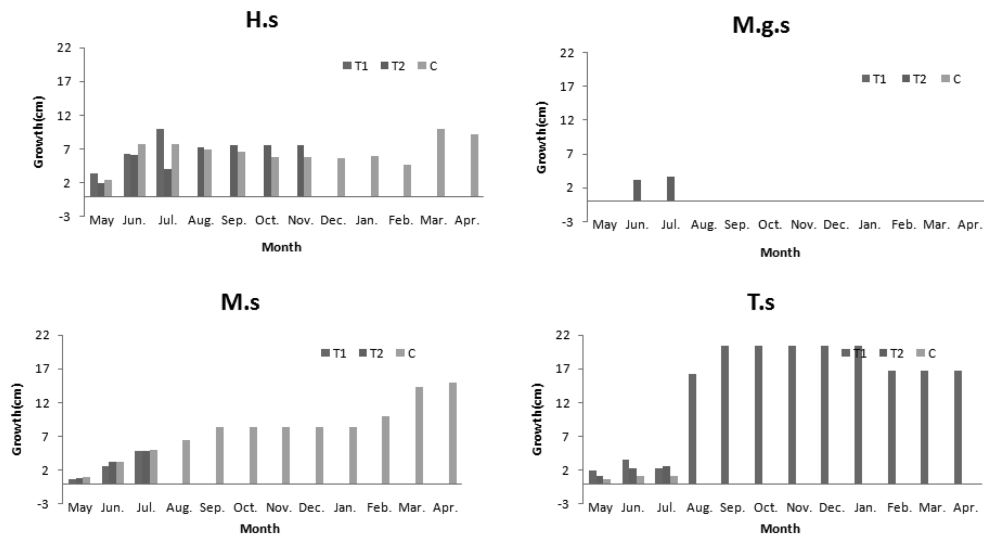 H.s
22
17
12
7
2
-3
Growth(cm)
T1 T2 C
May Jun. Jul. Aug. Sep. Oct. Nov. Dec. Jan. Feb. Mar. Apr.
Month
M.g.s
22
17
12
7
2
-3
Growth(cm)
T1 T2 C
May Jun. Jul. Aug. Sep. Oct. Nov. Dec. Jan. Feb. Mar. Apr.
Month
M.s
22
17
12
7
2
-3
Growth(cm)
T1 T2 C
May Jun. Jul. Aug. Sep. Oct. Nov. Dec. Jan. Feb. Mar. Apr.
Month
T.s
22
17
12
7
2
-3
Growth(cm)
T1 T2 C
May Jun. Jul. Aug. Sep. Oct. Nov. Dec. Jan. Feb. Mar. Apr.
Month